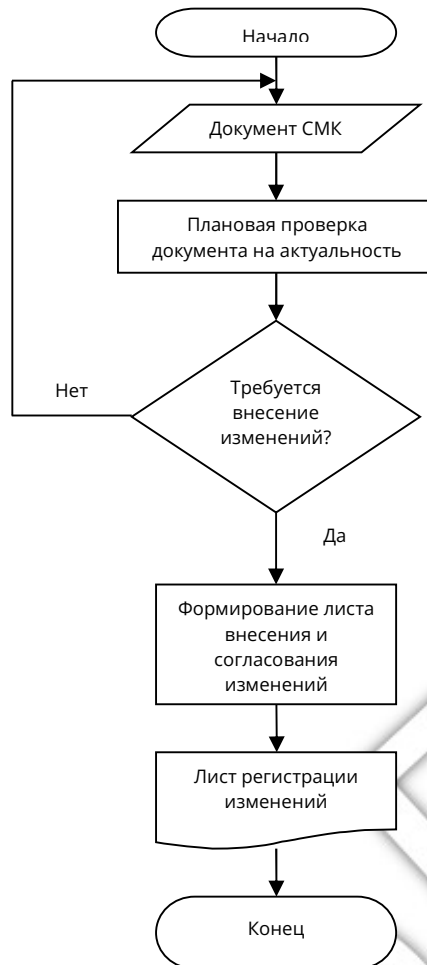 Начало
Документ СМК
Плановая проверка
документа на актуальность
Нет
Требуется
внесение
изменений?
Да
Формирование листа
внесения и
согласования
изменений
Лист регистрации
изменений
Конец